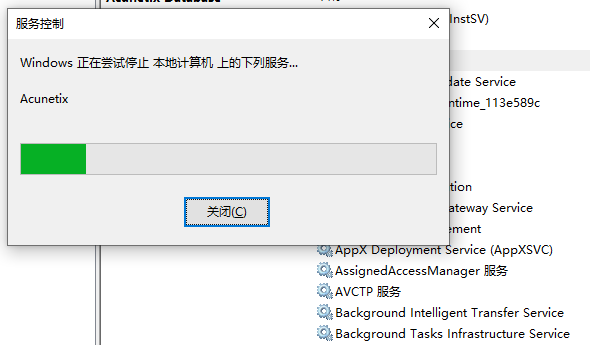 服务控制
Windows 正在尝试停止 本地计算机 上的下列服务...
Acunetix
关闭(C)
Acunetix Database
InstSV)
date Service
ntime_113e589c
ice
tion
ateway Service
ement
AppX Deployment Service (AppXSVC)
AssignedAccessManager 服务
AVCTP 服务
Background Intelligent Transfer Service
Background Tasks Infrastructure Service